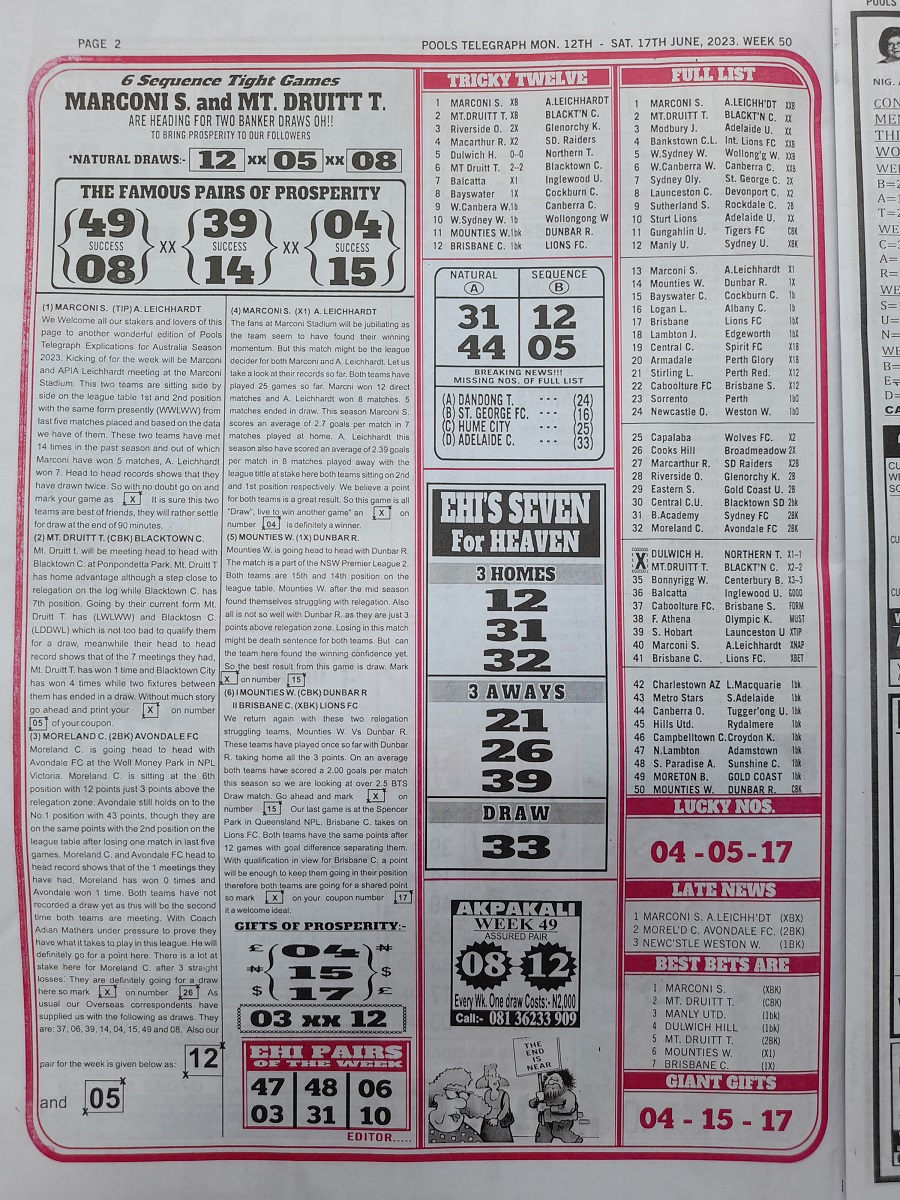 PAGE 2
POOLS TELEGRAPH MON. 12TH - SAT. 17TH JUNE, 2023. WEEK 50
6 Sequence Tight Games
MARCONI S. and MT. DRUITT T.
ARE HEADING FOR TWO BANKER DRAWS OH!!
TO BRING PROSPERITY TO OUR FOLLOWERS
*NATURAL DRAWS:- 12 xx 05 xx 08
THE FAMOUS PAIRS OF PROSPERITY
49 39 04
SUCCESS XX SUCCESS XX SUCCESS
08 14 15
(1) MARCONI S. (TIP) A. LEICHHARDT
We Welcome all our stakers and lovers of this
page to another wonderful edition of Pools
Telegraph Explications for Australia Season
2023. Kicking of for the week will be Marconi
and APIA Leichhardt meeting at the Marconi
Stadium. This two teams are sitting side by
side on the league table 1st and 2nd position
with the same form presently (WWLWW) from
last five matches placed and based on the data
we have of them. These two teams have met
14 times in the past season and out of which
Marconi have won 5 matches, A. Leichhardt
won 7. Head to head records shows that they
have drawn twice. So with no doubt go on and
mark your game as X It is sure this two
teams are best of friends, they will rather settle
for draw at the end of 90 minutes.
(2) MT. DRUITT T. (CBK) BLACKTOWN C.
Mt. Druitt t. will be meeting head to head with
Blacktown C. at Ponpondetta Park. Mt. Druitt T
has home advantage although a step close to
relegation on the log while Blacktown C. has
7th position. Going by their current form Mt.
Druitt T. has (LWLWW) and Blacktosn C.
(LDDWL) which is not too bad to qualify them
for a draw, meanwhile their head to head
record shows that of the 7 meetings they had,
Mt. Druitt T. has won 1 time and Blacktown City
has won 4 times while two fixtures between
them has ended in a draw. Without much story
go ahead and print your X on number
05 of your coupon.
(3) MORELAND C. (2BK) AVONDALE FC
Moreland C. is going head to head with
Avondale FC at the Well Money Park in NPL
Victoria. Moreland C. is sitting at the 6th
position with 12 points just 3 points above the
relegation zone. Avondale still holds on to the
No.1 position with 43 points, though they are
on the same points with the 2nd position on the
league table after losing one match in last five
games. Moreland C. and Avondale FC head to
head record shows that of the 1 meetings they
have had, Moreland has won 0 times and
Avondale won 1 time. Both teams have not
recorded a draw yet as this will be the second
time both teams are meeting. With Coach
Adian Mathers under pressure to prove they
have what it takes to play in this league. He will
definitely go for a point here. There is a lot at
stake here for Moreland C. after 3 straight
losses. They are definitely going for a draw
here so mark X on number 26 As
usual our Overseas correspondents have
supplied us with the following as draws. They
are: 37, 06, 39, 14, 04, 15, 49 and 08. Also our
pair for the week is given below as: 12
and 05
(4) MARCONI S. (X1) A. LEICHHARDT
The fans at Marconi Stadium will be jubiliating as
the team seem to have found their winning
momentum. But this match might be the league
decider for both Marconi and A. Leichhardt. Let us
take a look at their records so far. Both teams have
played 25 games so far. Marcni won 12 direct
matches and A. Leichhardt won 8 matches. 5
matches ended in draw. This season Marconi S.
scores an average of 2.7 goals per match in 7
matches played at home. A. Leichhardt this
season also have scored an average of 2.39 goals
per match in 8 matches played away with the
league tittle at stake here both teams sitting on 2nd
and 1st position respectively. We believe a point
for both teams is a great result. So this game is all
"Draw", live to win another game" an X on
number 04 is definitely a winner.
(5) MOUNTIES W. (1X) DUNBAR R.
Mounties W. is going head to head with Dunbar R.
The match is a part of the NSW Premier League 2.
Both teams are 15th and 14th position on the
league table. Mounties W. after the mid season
found themselves struggling with relegation. Also
all is not so well with Dunbar R. as they are just 3
points above relegation zone. Losing in this match
might be death sentence for both teams. But can
the team here found the winning confidence yet.
So the best result from this game is draw. Mark
X on number 15
(6) I MOUNTIES W. (CBK) DUNBAR R
II BRISBANE C. (XBK) LIONS FC
We return again with these two relegation
struggling teams, Mounties W. Vs Dunbar R.
These teams have played once so far with Dunbar
R. taking home all the 3 points. On an average
both teams have scored a 2.00 goals per match
this season so we are looking at over 2.5 BTS
Draw match. Go ahead and mark X on
number 15 Our last game is at the Spencer
Park in Queensland NPL. Brisbane C. takes on
Lions FC. Both teams have the same points after
12 games with goal difference separating them.
With qualification in view for Brisbane C. a point
will be enough to keep them going in their position
therefore both teams are going for a shared point
so mark X on your coupon number 17
it a welcome ideal.
GIFTS OF PROSPERITY:-
£ 04 ₦
₦ 15 $
$ 17 £
03 xx 12
EHI PAIRS
OF THE WEEK
47 48 06
03 31 10
EDITOR.....
TRICKY TWELVE
1 MARCONI S. XB A.LEICHHARDT
2 MT.DRUITT T. XB BLACKT'N C.
3 Riverside O. 2X Glenorchy K.
4 Macarthur R. X2 SD. Raiders
5 Dulwich H. 0-0 Northern T.
6 MT Druitt T. 2-2 Blacktown C.
7 Balcatta X1 Inglewood U.
8 Bayswater 1X Cockburn C.
9 W.Canbera W.1b Canberra C.
10 W.Sydney W. 1b Wollongong W
11 MOUNTIES W.1bk DUNBAR R.
12 BRISBANE C. 1bk LIONS FC.
NATURAL SEQUENCE
A B
31 12
44 05
BREAKING NEWS!!!
MISSING NOS. OF FULL LIST
(A) DANDONG T. --- (24)
(B) ST. GEORGE FC. --- (16)
(C) HUME CITY --- (25)
(D) ADELAIDE C. --- (33)
EHI'S SEVEN
For HEAVEN
3 HOMES
12
31
32
3 AWAYS
21
26
39
DRAW
33
AKPAKALI
WEEK 49
ASSURED PAIR
08 12
Every Wk. One draw Costs:- N2,000
Call:- 081 36233 909
THE
END
IS
NEAR
FULL LIST
1 MARCONI S. A.LEICH'DT XXB
2 MT.DRUITT T. BLACKT'N C. XX
3 Modbury J. Adelaide U. XX
4 Bankstown C.L. Int. Lions FC XXB
5 W.Sydney W. Wollong'g W. XXB
6 W.Canberra W. Canberra C. XXB
7 Sydney Oly. St. George C. 2X
8 Launceston C. Devonport C. X2
9 Sutherland S. Rockdale C. 2B
10 Sturt Lions Adelaide U. XX
11 Gungahlin U. Tigers FC CBK
12 Manly U. Sydney U. XBK
13 Marconi S. A.Leichhardt X1
14 Mounties W. Dunbar R. 1X
15 Bayswater C. Cockburn C. 1b
16 Logan L. Albany C. 1b
17 Brisbane Lions FC 1bX
18 Lambton J. Edgeworth 1bX
19 Central C. Spirit FC X1B
20 Armadale Perth Glory X1B
21 Stirling L. Perth Red. X12
22 Caboolture FC Brisbane S. X12
23 Sorrento Perth 1b0
24 Newcastle O. Weston W. 1b0
25 Capalaba Wolves FC. X2
26 Cooks Hill Broadmeadow 2X
27 Marcarthur R. SD Raiders X2B
28 Riverside O. Glenorchy K. 2B
29 Eastern S. Gold Coast U. 2B
30 Central C.U. Blacktown SD 2bk
31 B.Academy Sydney FC 2BK
32 Moreland C. Avondale FC 2BK
X DULWICH H. NORTHERN T. X1-1
MT.DRUITT T. BLACKT'N C. X2-2
35 Bonnyrigg W. Centerbury B. X3-3
36 Balcatta Inglewood U. GOOD
37 Caboolture FC. Brisbane S. FORM
38 F. Athena Olympic K. MUST
39 S. Hobart Launceston U XTIP
40 Marconi S. A.Leichhardt XNAP
41 Brisbane C. Lions FC. XBET
42 Charlestown AZ L.Macquarie 1bk
43 Metro Stars S.Adelaide 1bk
44 Canberra O. Tugger'ong U. 1bk
45 Hills Utd. Rydalmere 1bk
46 Campbelltown C.Croydon K. 1bk
47 N.Lambton Adamstown 1bk
48 S. Paradise A. Sunshine C. 1bk
49 MORETON B. GOLD COAST 1bk
50 MOUNTIES W. DUNBAR R. CBK
LUCKY NOS.
04 - 05 - 17
LATE NEWS
1 MARCONI S. A.LEICH'DT (XBX)
2 MOREL'D C. AVONDALE FC. (2BK)
3 NEWC'STLE WESTON W. (1BK)
BEST BETS ARE
1 MARCONI S. (XBK)
2 MT. DRUITT T. (CBK)
3 MANLY UTD. (1bk)
4 DULWICH HILL (1bk)
5 MT. DRUITT T. (2BK)
6 MOUNTIES W. (X1)
7 BRISBANE C. (1X)
GIANT GIFTS
04 - 15 - 17